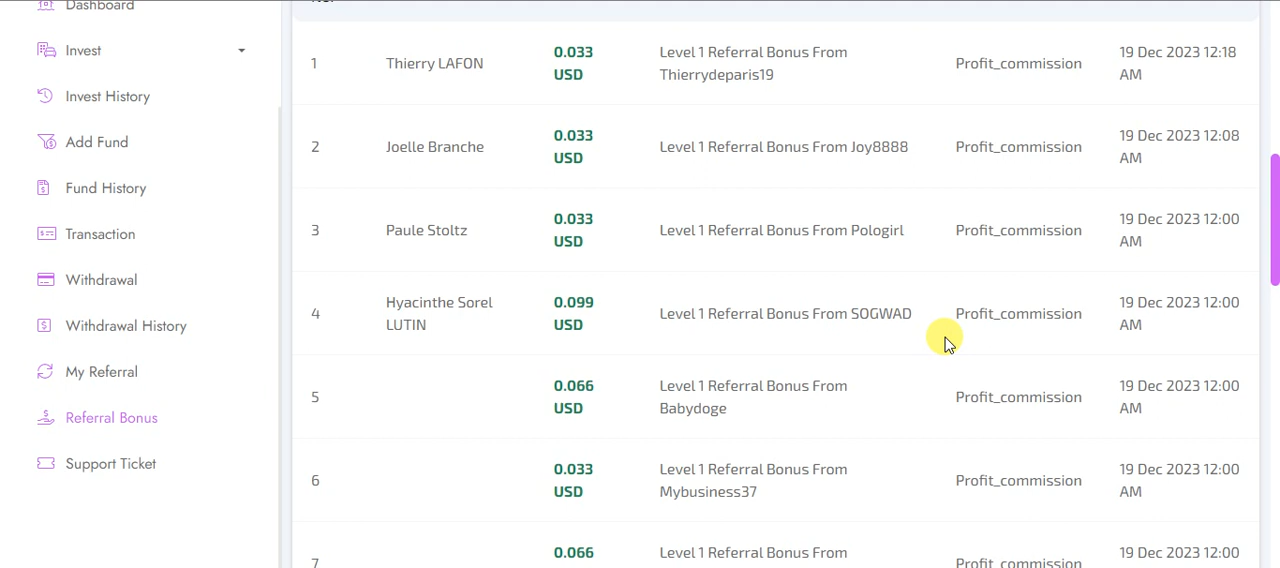 Dashboard
Invest
Invest History
Add Fund
Fund History
Transaction
Withdrawal
Withdrawal History
My Referral
Referral Bonus
Support Ticket
1 Thierry LAFON 0.033 USD Level 1 Referral Bonus From Thierrydeparis19 Profit_commission 19 Dec 2023 12:18 AM
2 Joelle Branche 0.033 USD Level 1 Referral Bonus From Joy8888 Profit_commission 19 Dec 2023 12:08 AM
3 Paule Stoltz 0.033 USD Level 1 Referral Bonus From Pologirl Profit_commission 19 Dec 2023 12:00 AM
4 Hyacinthe Sorel LUTIN 0.099 USD Level 1 Referral Bonus From SOGWAD Profit_commission 19 Dec 2023 12:00 AM
5 0.066 USD Level 1 Referral Bonus From Babydoge Profit_commission 19 Dec 2023 12:00 AM
6 0.033 USD Level 1 Referral Bonus From Mybusiness37 Profit_commission 19 Dec 2023 12:00 AM
7 0.066 Level 1 Referral Bonus From Profit_commission 19 Dec 2023 12:00